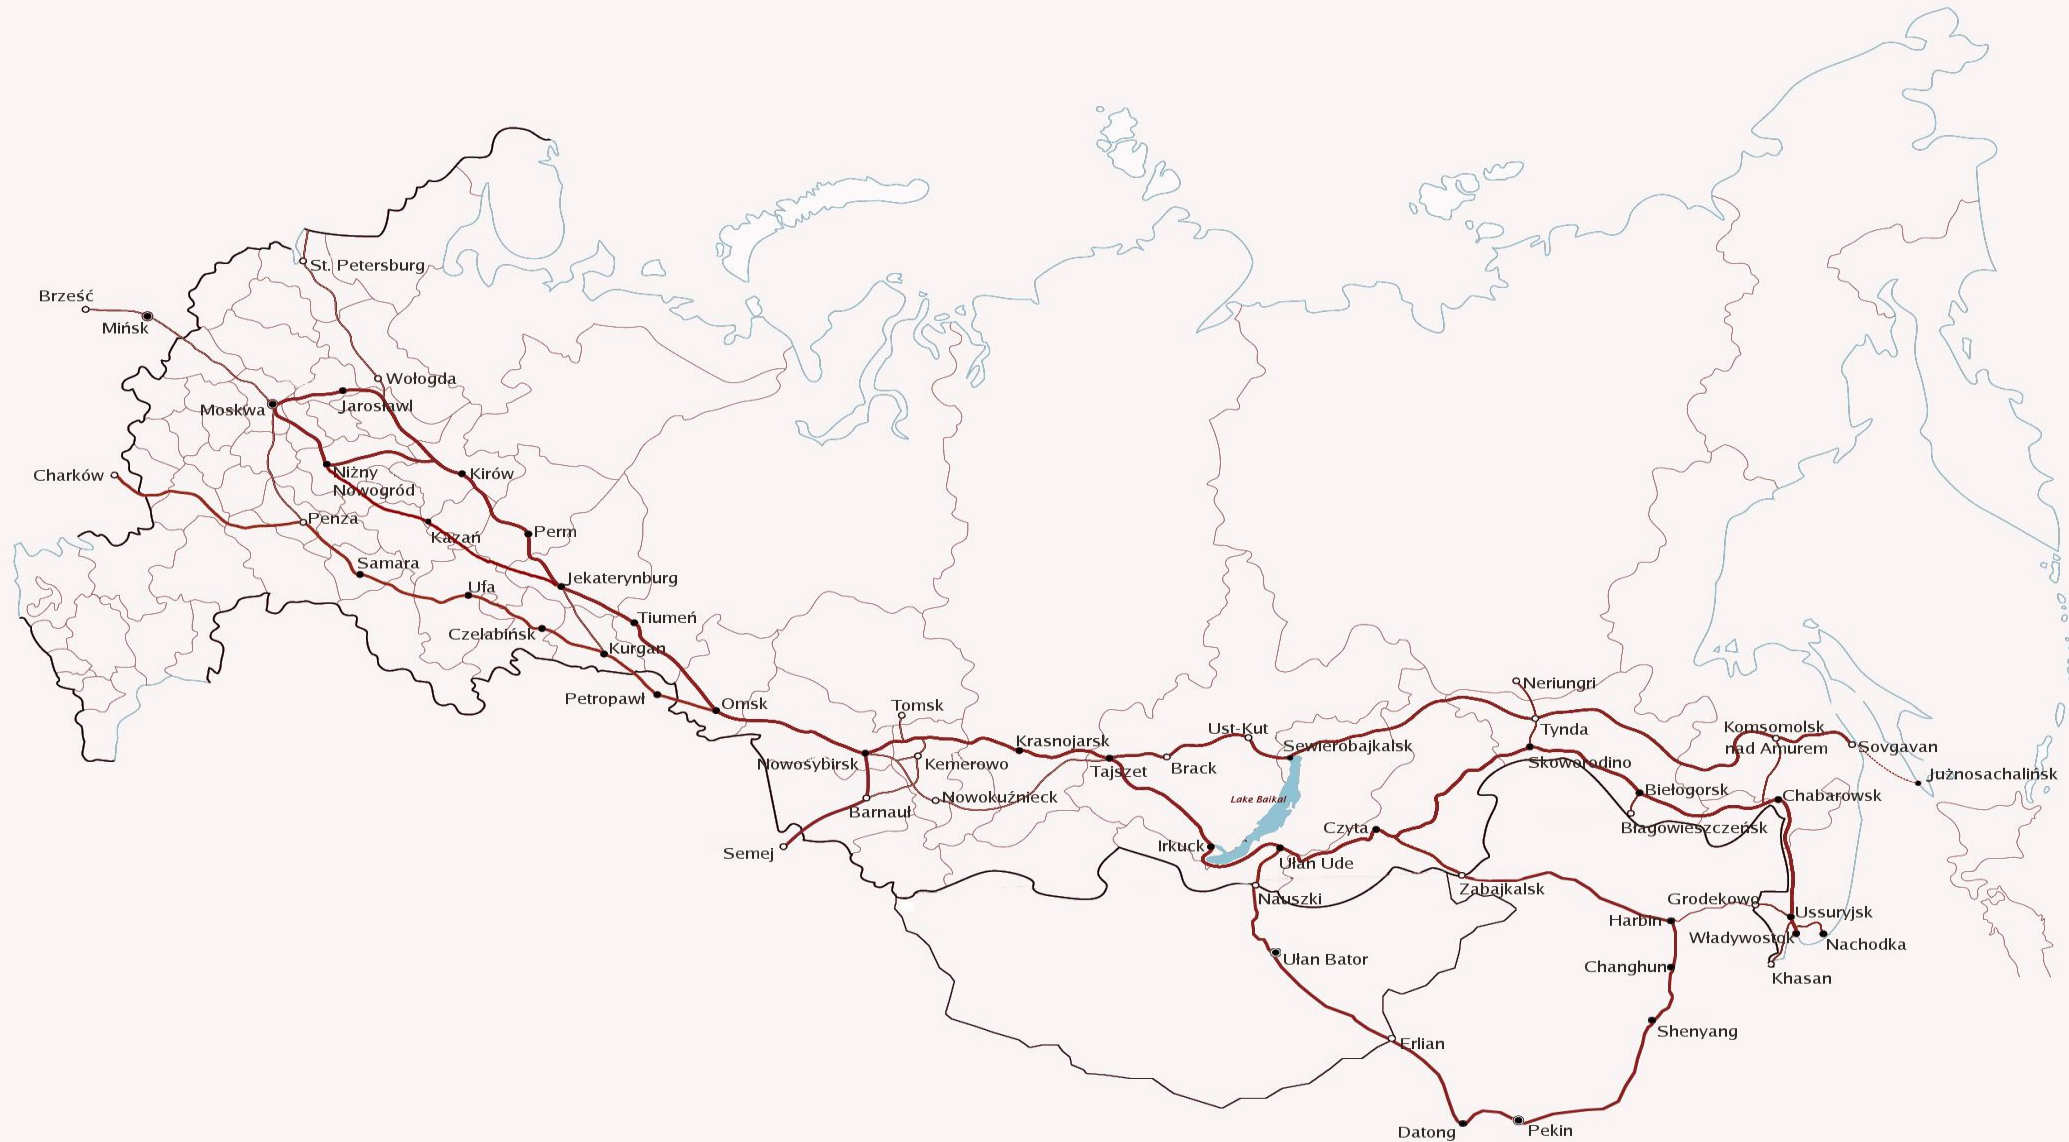 St. Petersburg
Brześć
Mińsk
Wołogda
Moskwa
Jarosławl
Charków
Niżny
Nowogród
Kirów
Penza
Kazań
Perm
Samara
Ufa
Jekaterynburg
Czelabińsk
Tiumeń
Kurgan
Petropawł
Omsk
Tomsk
Nowosybirsk
Kemerowo
Krasnojarsk
Tajszet
Brack
Ust-Kut
Sewierobajkalsk
Neriungri
Tynda
Komsomolsk
nad Amurem
Sovgavan
Jużnosachalińsk
Skoworodino
Nowokuźnieck
Barnauł
Lake Baikal
Biełogorsk
Chabarowsk
Błagowieszczeńsk
Semej
Irkuck
Czyta
Ułan Ude
Nauszki
Zabajkalsk
Grodekowo
Harbin
Ussuryjsk
Władywostok
Nachodka
Ułan Bator
Changhun
Khasan
Shenyang
Erlian
Datong
Pekin